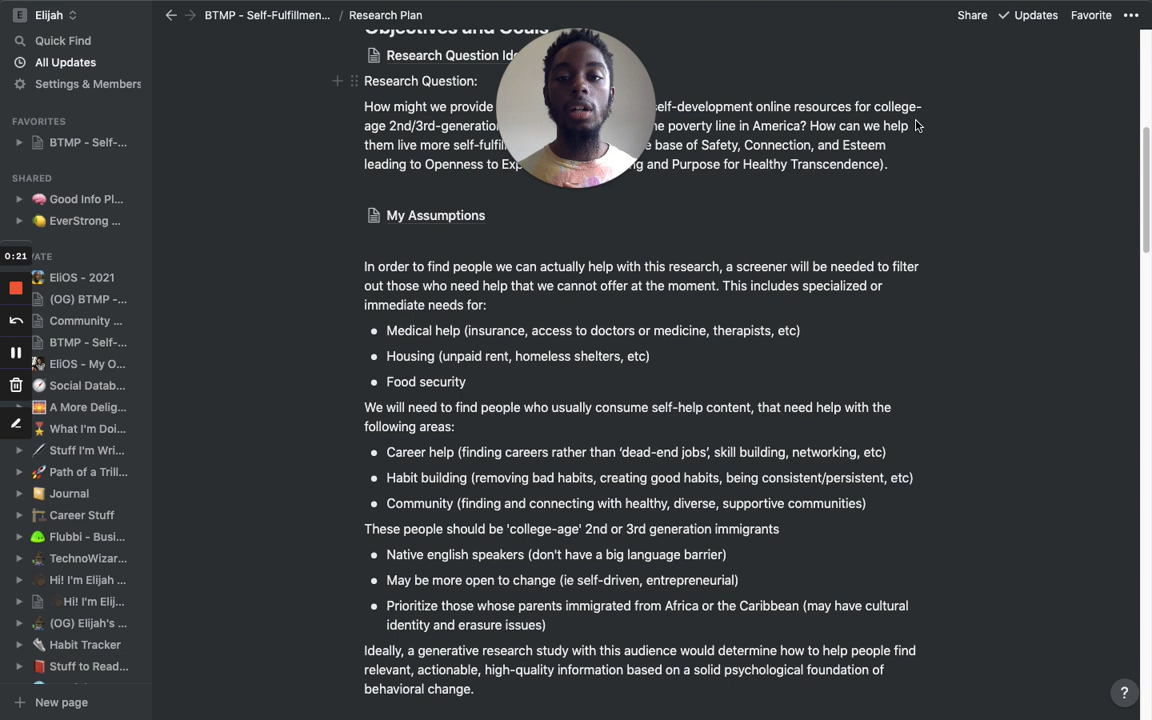 E Elijah
BTMP - Self-Fulfillmen... / Research Plan
Share Updates Favorite •••
Quick Find
All Updates
Settings & Members
FAVORITES
BTMP - Self-...
SHARED
Good Info Pl...
EverStrong ...
0:21
EliOS - 2021
(OG) BTMP -...
Community ...
BTMP - Self-...
EliOS - My O...
Social Datab...
A More Delig...
What I'm Doi...
Stuff I'm Wri...
Path of a Trill...
Journal
Career Stuff
Flubbi - Busi...
TechnoWizar...
Hi! I'm Elijah ...
Hi! I'm Elij...
(OG) Elijah's ...
Habit Tracker
Stuff to Read...
New page
Objectives and Goals
Research Question
Research Question:
How might we provide self-development online resources for college-
age 2nd/3rd-generation poverty line in America? How can we help
them live more base of Safety, Connection, and Esteem
leading to Openness to and Purpose for Healthy Transcendence).
My Assumptions
In order to find people we can actually help with this research, a screener will be needed to filter
out those who need help that we cannot offer at the moment. This includes specialized or
immediate needs for:
• Medical help (insurance, access to doctors or medicine, therapists, etc)
• Housing (unpaid rent, homeless shelters, etc)
• Food security
We will need to find people who usually consume self-help content, that need help with the
following areas:
• Career help (finding careers rather than ‘dead-end jobs’, skill building, networking, etc)
• Habit building (removing bad habits, creating good habits, being consistent/persistent, etc)
• Community (finding and connecting with healthy, diverse, supportive communities)
These people should be 'college-age' 2nd or 3rd generation immigrants
• Native english speakers (don't have a big language barrier)
• May be more open to change (ie self-driven, entrepreneurial)
• Prioritize those whose parents immigrated from Africa or the Caribbean (may have cultural
identity and erasure issues)
Ideally, a generative research study with this audience would determine how to help people find
relevant, actionable, high-quality information based on a solid psychological foundation of
behavioral change.
?